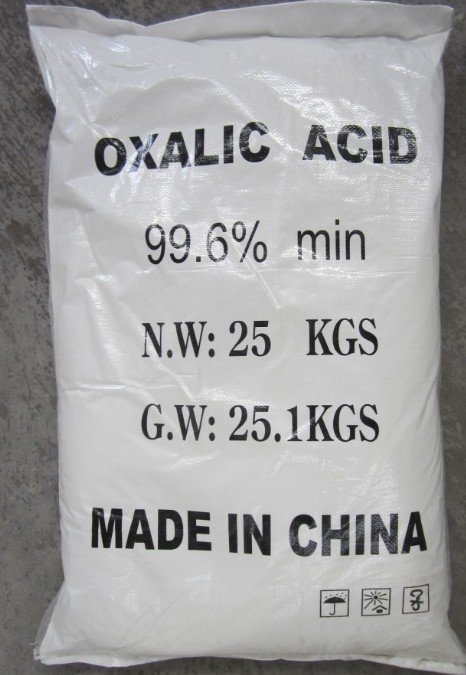 OXALIC ACID
99.6% min
N.W: 25 KGS
G.W: 25.1KGS
MADE IN CHINA